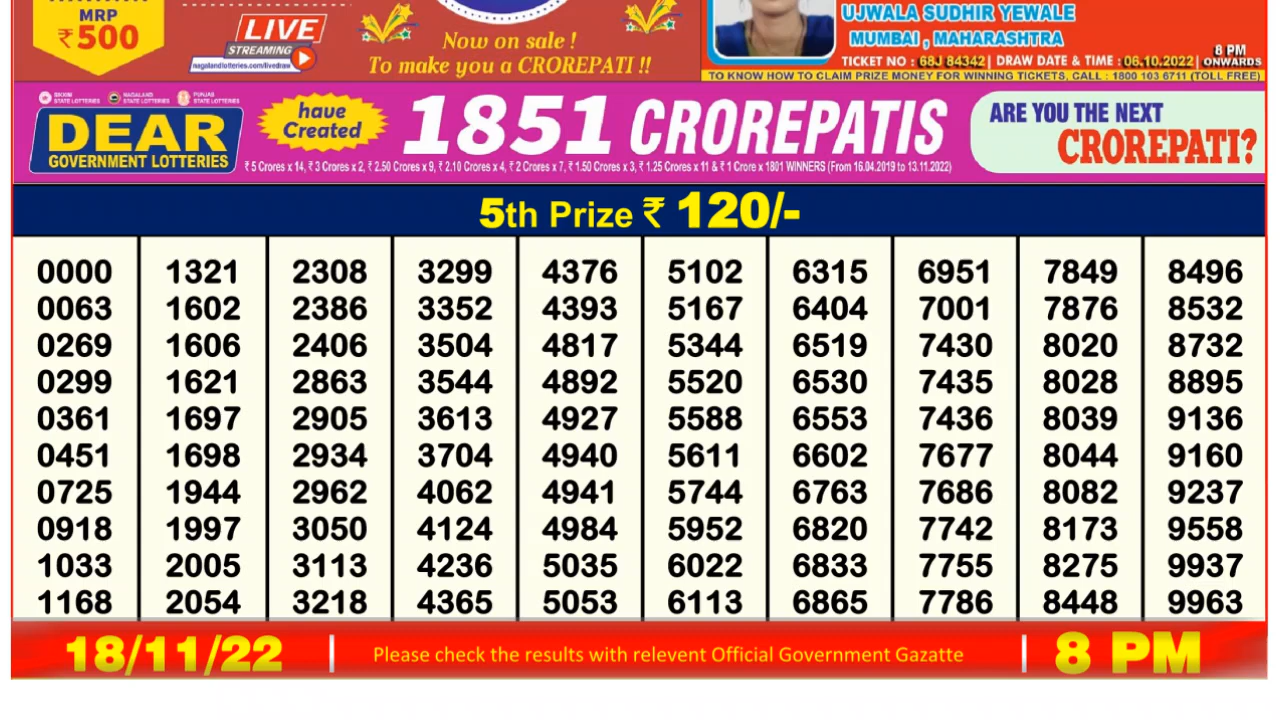 MRP
₹500
LIVE
STREAMING
nagalandlotteries.com/livedraw
Now on sale !
To make you a CROREPATI !!
UJWALA SUDHIR YEWALE
MUMBAI , MAHARASHTRA
TICKET NO : 68J 84342 | DRAW DATE & TIME : 06.10.2022 | 8 PM ONWARDS
TO KNOW HOW TO CLAIM PRIZE MONEY FOR WINNING TICKETS, CALL : 1800 103 6711 (TOLL FREE)
SIKKIM STATE LOTTERIES NAGALAND STATE LOTTERIES PUNJAB STATE LOTTERIES
DEAR
GOVERNMENT LOTTERIES
have
Created
1851 CROREPATIS
₹ 5 Crores x 14, ₹ 3 Crores x 2, ₹ 2.50 Crores x 9, ₹ 2.10 Crores x 4, ₹ 2 Crores x 7, ₹ 1.50 Crores x 3, ₹ 1.25 Crores x 11 & ₹ 1 Crore x 1801 WINNERS (From 16.04.2019 to 13.11.2022)
ARE YOU THE NEXT
CROREPATI?
5th Prize ₹ 120/-
0000 1321 2308 3299 4376 5102 6315 6951 7849 8496
0063 1602 2386 3352 4393 5167 6404 7001 7876 8532
0269 1606 2406 3504 4817 5344 6519 7430 8020 8732
0299 1621 2863 3544 4892 5520 6530 7435 8028 8895
0361 1697 2905 3613 4927 5588 6553 7436 8039 9136
0451 1698 2934 3704 4940 5611 6602 7677 8044 9160
0725 1944 2962 4062 4941 5744 6763 7686 8082 9237
0918 1997 3050 4124 4984 5952 6820 7742 8173 9558
1033 2005 3113 4236 5035 6022 6833 7755 8275 9937
1168 2054 3218 4365 5053 6113 6865 7786 8448 9963
18/11/22 | Please check the results with relevent Official Government Gazatte | 8 PM